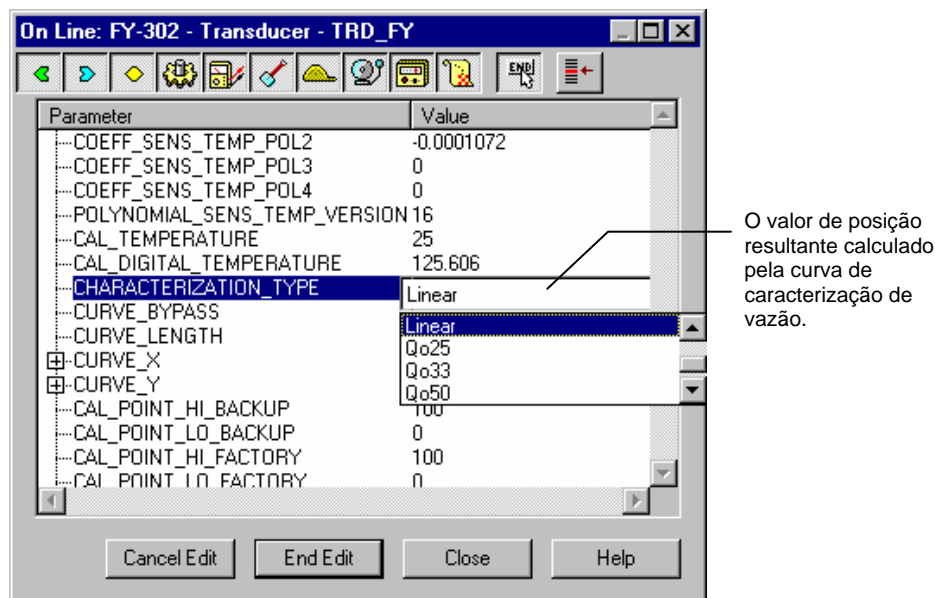 On Line: FY-302 - Transducer - TRD_FY
END!
Parameter Value
COEFF_SENS_TEMP_POL2 -0.0001072
COEFF_SENS_TEMP_POL3 0
COEFF_SENS_TEMP_POL4 0
POLYNOMIAL_SENS_TEMP_VERSION 16
CAL_TEMPERATURE 25
CAL_DIGITAL_TEMPERATURE 125.606
CHARACTERIZATION_TYPE Linear
CURVE_BYPASS Linear
CURVE_LENGTH Qo25
CURVE_X Qo33
CURVE_Y Qo50
CAL_POINT_HI_BACKUP 100
CAL_POINT_LO_BACKUP 0
CAL_POINT_HI_FACTORY 100
CAL_POINT_LO_FACTORY 0
Cancel Edit End Edit Close Help
O valor de posição
resultante calculado
pela curva de
caracterização de
vazão.